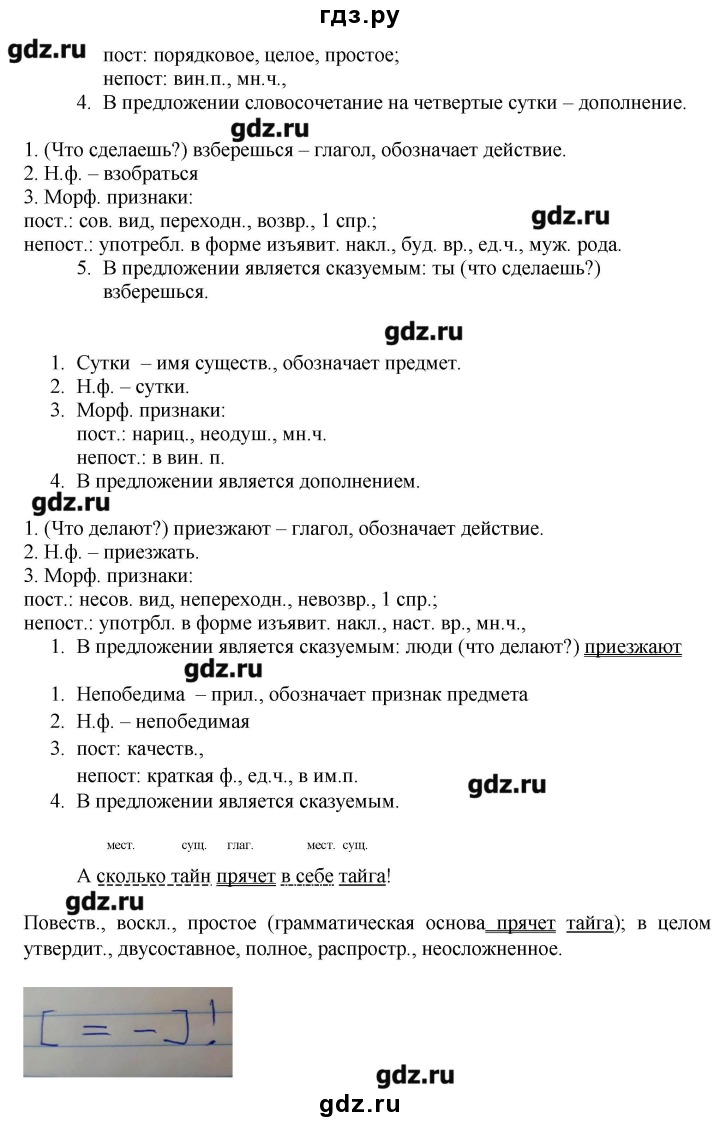 гдз.ру
gdz.ru
пост: порядковое, целое, простое;
непост: вин.п., мн.ч.,
4. В предложении словосочетание на четвертые сутки – дополнение.
gdz.ru
1. (Что сделаешь?) взберешься – глагол, обозначает действие.
2. Н.ф. – взобраться
3. Морф. признаки:
пост.: сов. вид, переходн., возвр., 1 спр.;
gdz.ru
непост.: употребл. в форме изъявит. накл., буд. вр., ед.ч., муж. рода.
5. В предложении является сказуемым: ты (что сделаешь?)
взберешься.
gdz.ru
1. Сутки – имя существ., обозначает предмет.
2. Н.ф. – сутки.
3. Морф. признаки:
пост.: нариц., неодуш., мн.ч.
непост.: в вин. п.
4. В предложении является дополнением.
gdz.ru
1. (Что делают?) приезжают – глагол, обозначает действие.
2. Н.ф. – приезжать.
3. Морф. признаки:
пост.: несов. вид, непереходн., невозвр., 1 спр.;
непост.: употрбл. в форме изъявит. накл., наст. вр., мн.ч.,
1. В предложении является сказуемым: люди (что делают?) приезжают
gdz.ru
1. Непобедима – прил., обозначает признак предмета
2. Н.ф. – непобедимая
3. пост: качеств.,
непост: краткая ф., ед.ч., в им.п.
gdz.ru
4. В предложении является сказуемым.
мест. сущ. глаг. мест. сущ.
А сколько тайн прячет в себе тайга!
gdz.ru
Повеств., воскл., простое (грамматическая основа прячет тайга); в целом
утвердит., двусоставное, полное, распростр., неосложненное.
[ = - ]!
gdz.ru
gdz.ru